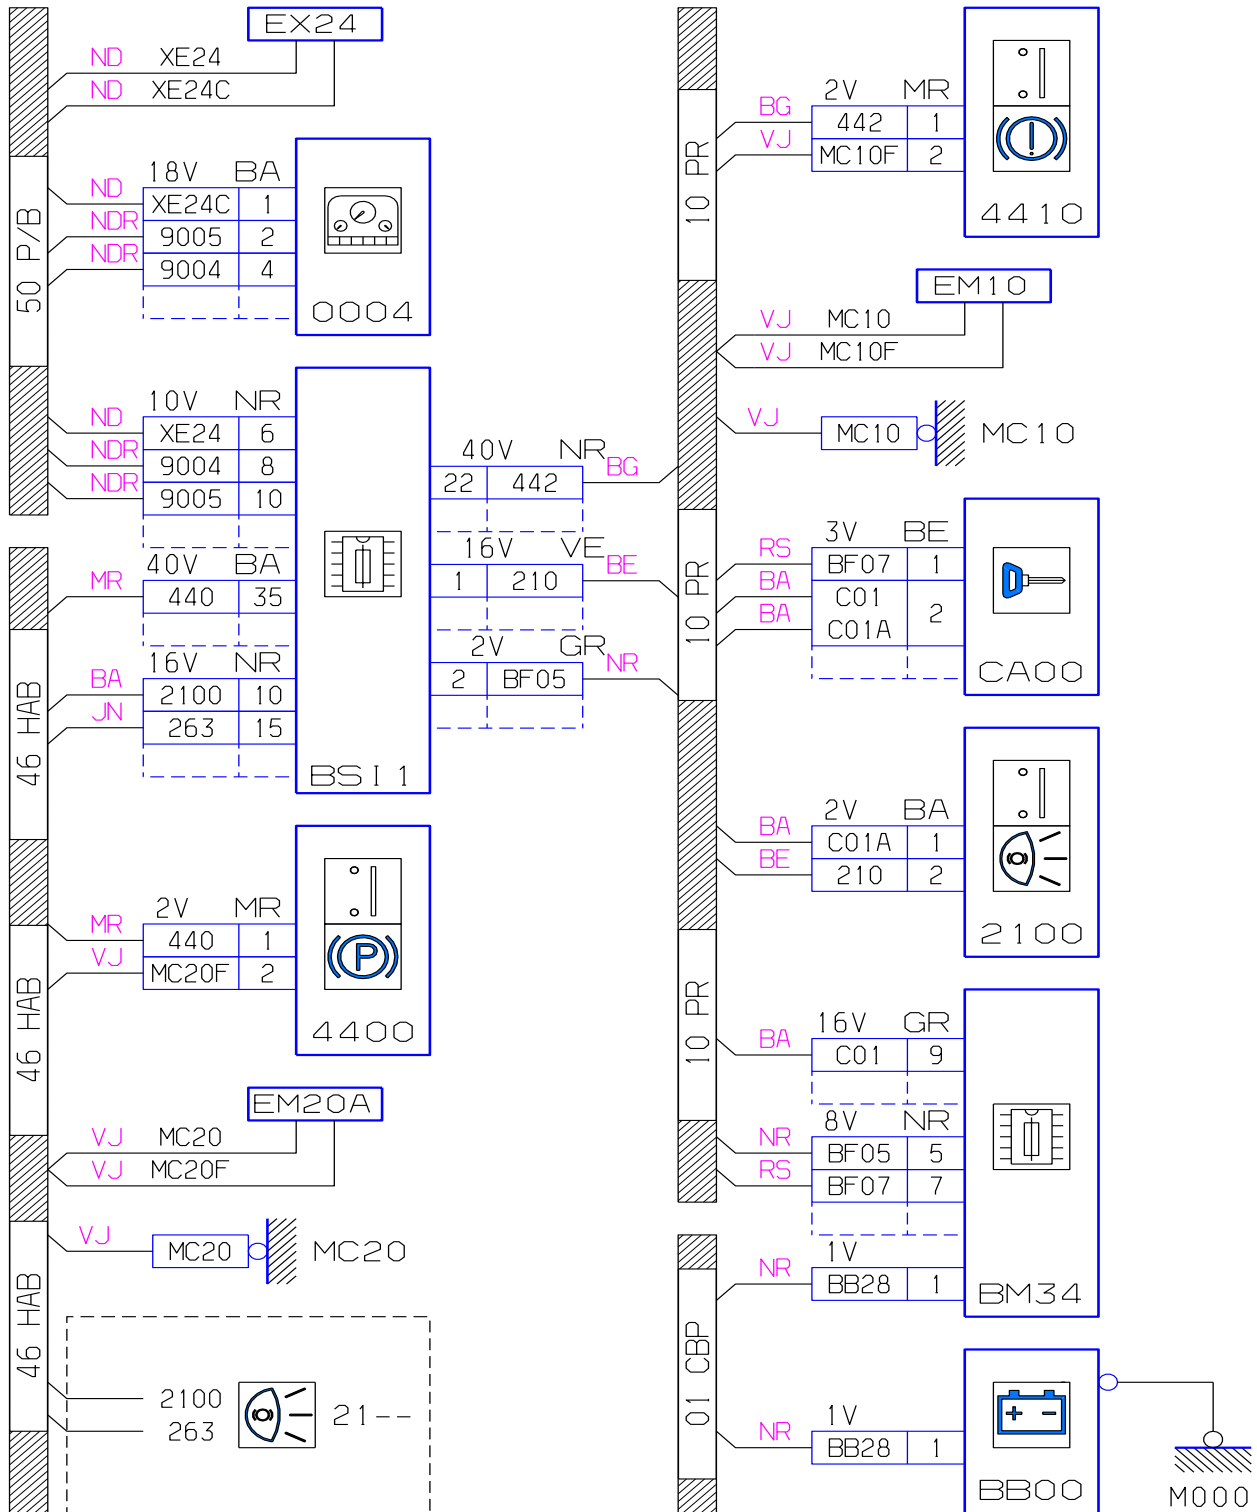 EX24
ND XE24
ND XE24C
50 P/B
18V BA
ND XE24C 1
NDR 9005 2
NDR 9004 4
0004
10V NR
ND XE24 6
NDR 9004 8
NDR 9005 10
40V BA
MR 440 35
16V NR
BA 2100 10
JN 263 15
BSI1
40V NR
22 442 BG
16V VE
1 210 BE
2V GR
2 BF05 NR
46 HAB
2V MR
MR 440 1
VJ MC20F 2
P
4400
46 HAB
EM20A
VJ MC20
VJ MC20F
VJ MC20 MC20
46 HAB
2100
263
21--
10 PR
2V MR
BG 442 1
VJ MC10F 2
4410
EM10
VJ MC10
VJ MC10F
VJ MC10 MC10
10 PR
3V BE
RS BF07 1
BA C01 2
BA C01A
CA00
2V BA
BA C01A 1
BE 210 2
2100
10 PR
16V GR
BA C01 9
8V NR
NR BF05 5
RS BF07 7
1V
NR BB28 1
BM34
01 CBP
1V
NR BB28 1
+ -
BB00
M000